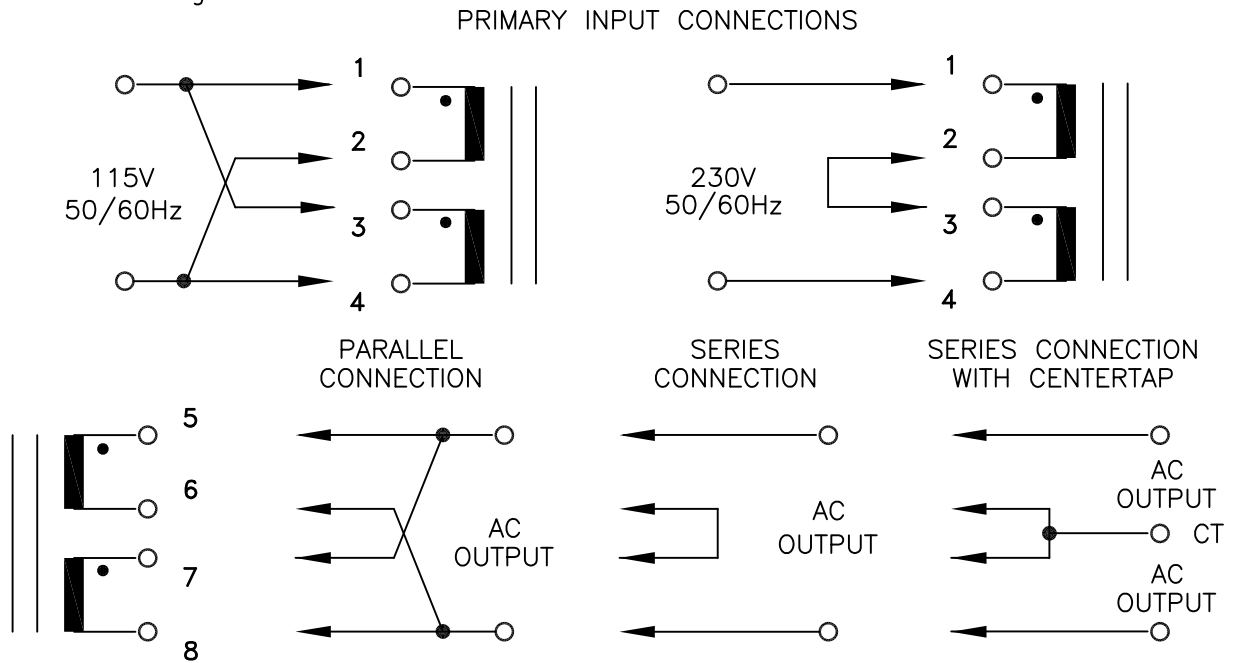 PRIMARY INPUT CONNECTIONS
1
2
3
4
115V
50/60Hz
1
2
3
4
230V
50/60Hz
PARALLEL
CONNECTION
SERIES
CONNECTION
SERIES CONNECTION
WITH CENTERTAP
5
6
7
8
AC
OUTPUT
AC
OUTPUT
AC
OUTPUT
CT
AC
OUTPUT